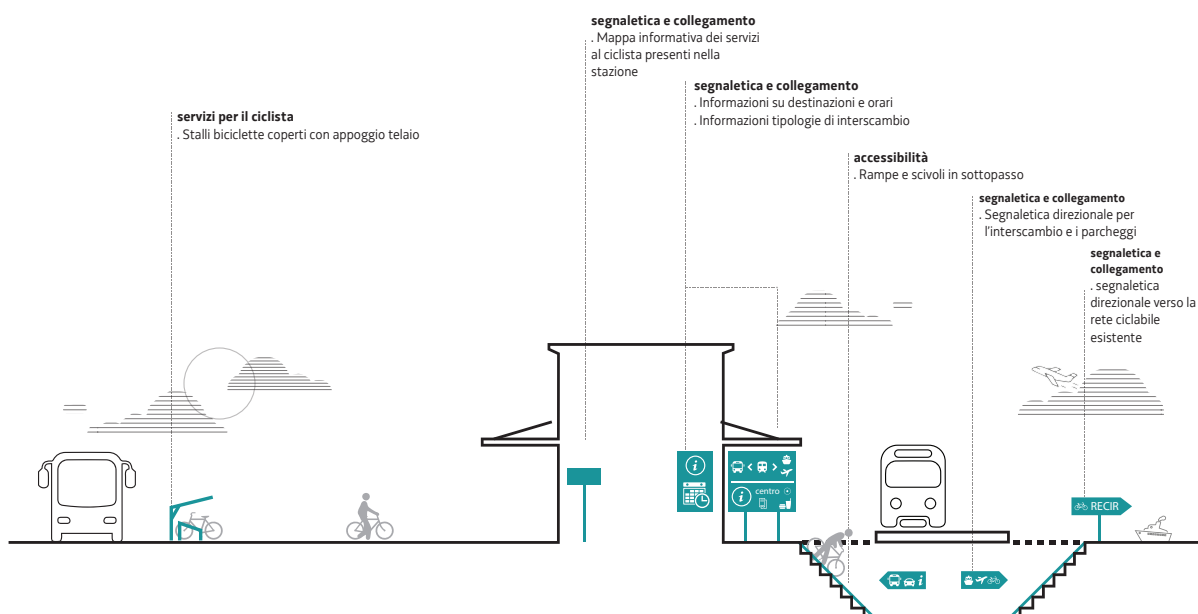 segnaletica e collegamento
. Mappa informativa dei servizi
al ciclista presenti nella
stazione
segnaletica e collegamento
. Informazioni su destinazioni e orari
. Informazioni tipologie di interscambio
servizi per il ciclista
. Stalli biciclette coperti con appoggio telaio
accessibilità
. Rampe e scivoli in sottopasso
segnaletica e collegamento
. Segnaletica direzionale per
l'interscambio e i parcheggi
segnaletica e
collegamento
. segnaletica
direzionale verso la
rete ciclabile
esistente
i
< >
i centro
RECIR
i